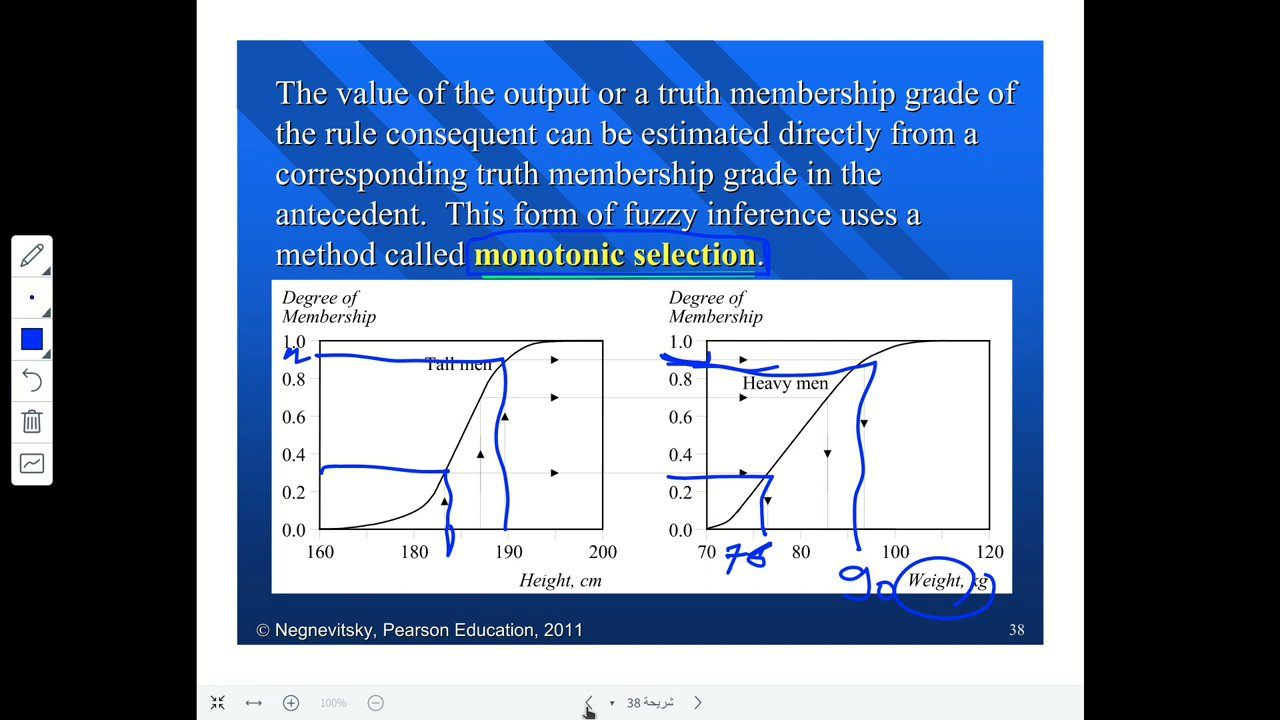 The value of the output or a truth membership grade of
the rule consequent can be estimated directly from a
corresponding truth membership grade in the
antecedent. This form of fuzzy inference uses a
method called monotonic selection.
Degree of
Membership
1.0
0.8
0.6
0.4
0.2
0.0
160 180 190 200
Tall men
Height, cm
Degree of
Membership
1.0
0.8
0.6
0.4
0.2
0.0
70 80 100 120
Heavy men
90
Weight, kg
© Negnevitsky, Pearson Education, 2011
38
100%
شريحة 38